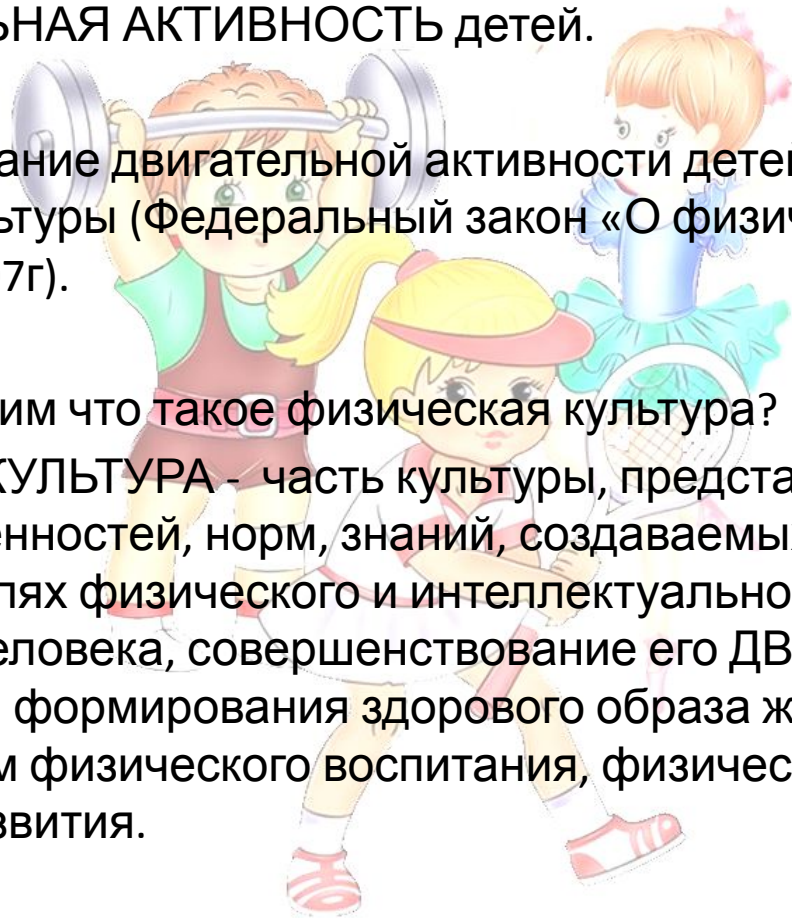 ЬНАЯ АКТИВНОСТЬ детей.
ание двигательной активности детей
ьтуры (Федеральный закон «О физич
7г).
им что такое физическая культура?
КУЛЬТУРА - часть культуры, предста
енностей, норм, знаний, создаваемы
лях физического и интеллектуально
еловека, совершенствование его ДВ
формирования здорового образа ж
м физического воспитания, физичес
звития.